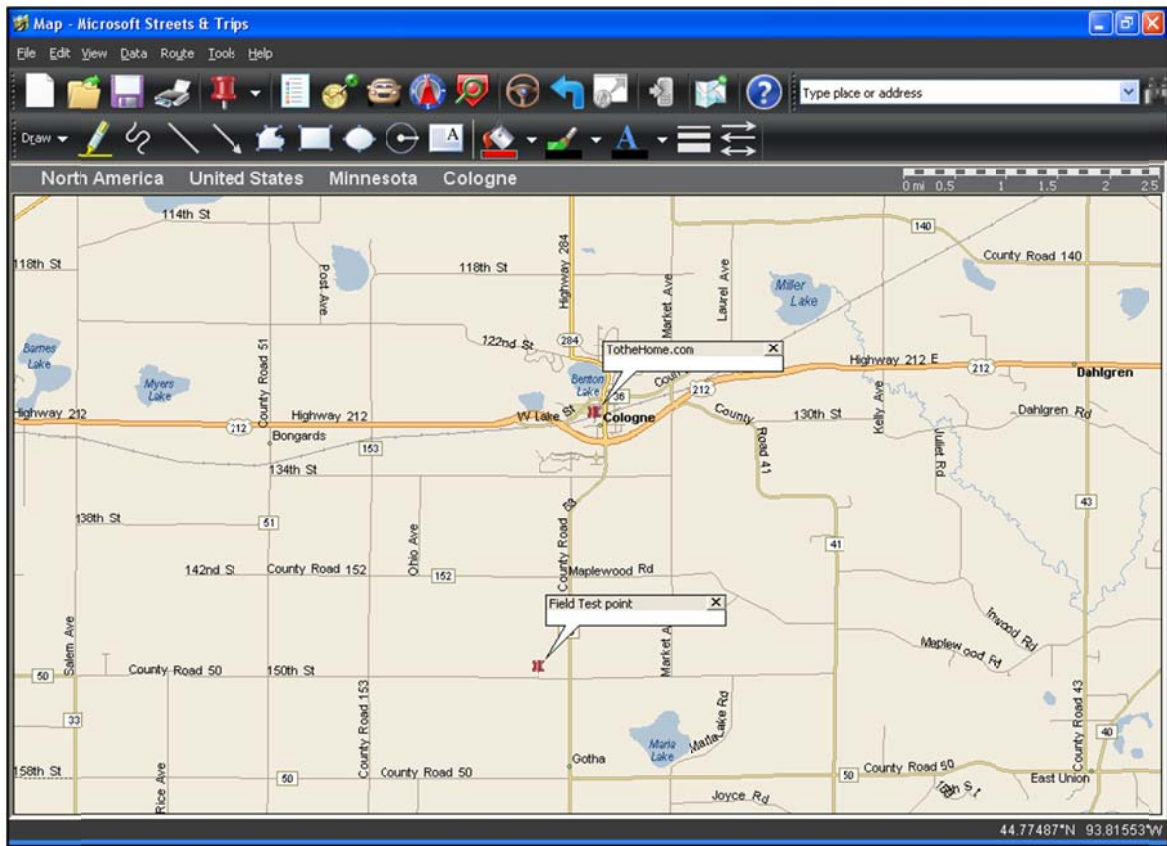 Map - Microsoft Streets & Trips
File Edit View Data Route Tools Help
Type place or address
Draw
A
A
North America United States Minnesota Cologne
0 mi 0.5 1 1.5 2 2.5
114th St
140
118th St
118th St
County Road 140
Post Ave
Highway 284
Market Ave
Laurel Ave
Miller
Lake
County Road 51
122nd St
284
TotheHome.com
Barnes
Lake
Myers
Lake
Benton
Lake
36
212
Highway 212 E
212
Dahlgren
Highway 212
212
Highway 212
W Lake St
Cologne
County
Road 41
130th St
Kelly Ave
Dahlgren Rd
Bongards
153
Juliet Rd
134th St
43
138th St
51
53
41
Ohio Ave
County Road
142nd S
County Road 152
152
Maplewood Rd
Field Test point
Inwood Rd
Salem Ave
Market A
Maplewood Rd
50
County Road 50
150th St
County Road 153
County Road 43
33
Maria
Lake
Maria Lake Rd
40
Gotha
158th St
50
County Road 50
50
County Road 50
East Union
Rice Ave
Joyce Rd
44.77487°N 93.81553°W